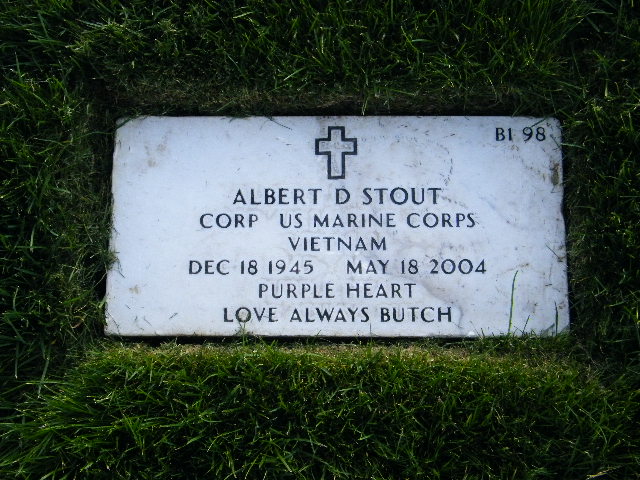 B1 98
ALBERT D STOUT
CORP US MARINE CORPS
VIETNAM
DEC 18 1945 MAY 18 2004
PURPLE HEART
LOVE ALWAYS BUTCH